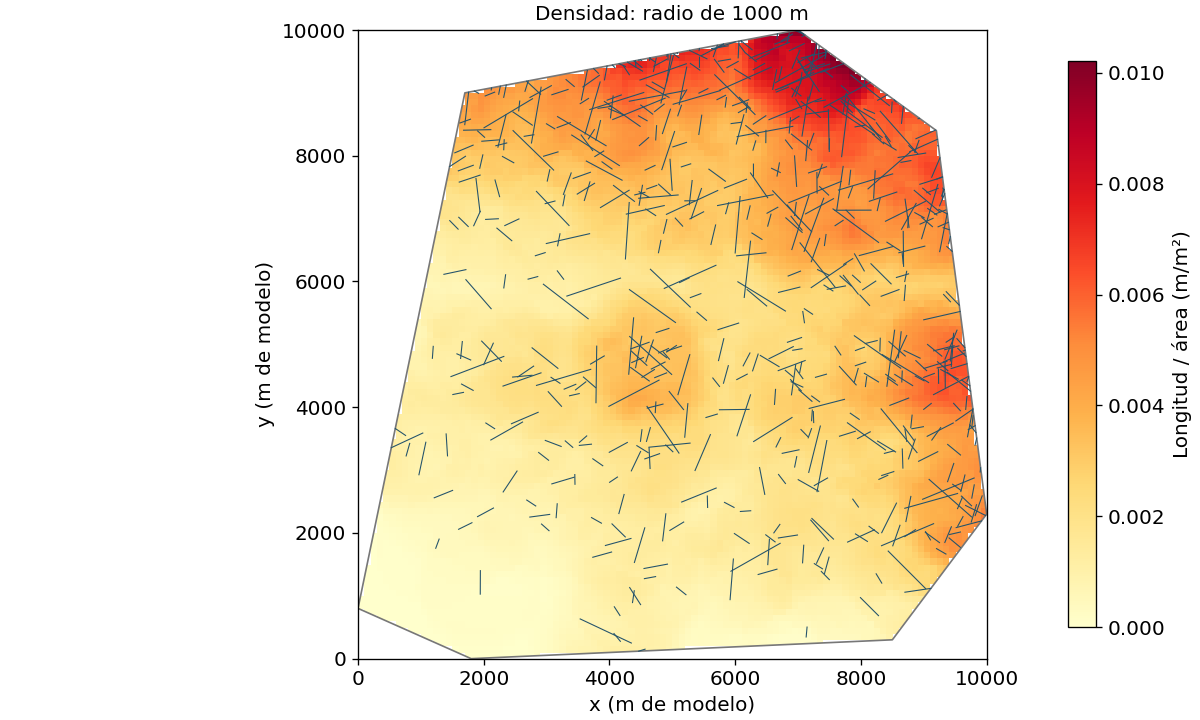 Densidad: radio de 1000 m
10000
8000
6000
4000
2000
0
y (m de modelo)
0 2000 4000 6000 8000 10000
x (m de modelo)
0.010
0.008
0.006
0.004
0.002
0.000
Longitud / área (m/m²)